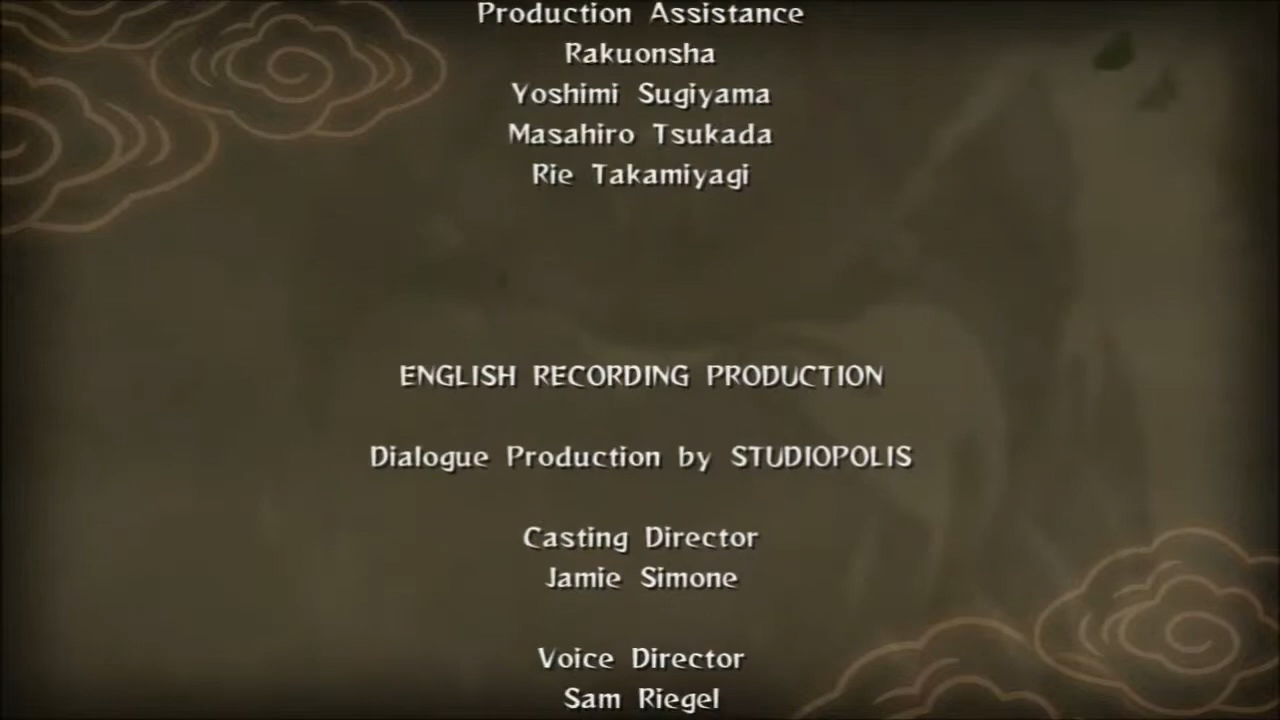 Production Assistance
Rakuonsha
Yoshimi Sugiyama
Masahiro Tsukada
Rie Takamiyagi
ENGLISH RECORDING PRODUCTION
Dialogue Production by STUDIOPOLIS
Casting Director
Jamie Simone
Voice Director
Sam Riegel